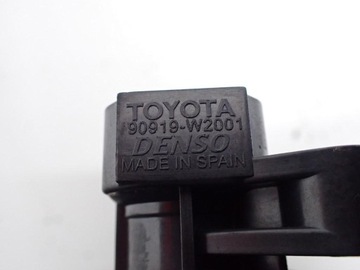 TOYOTA
90919-W2001
DENSO
MADE IN SPAIN